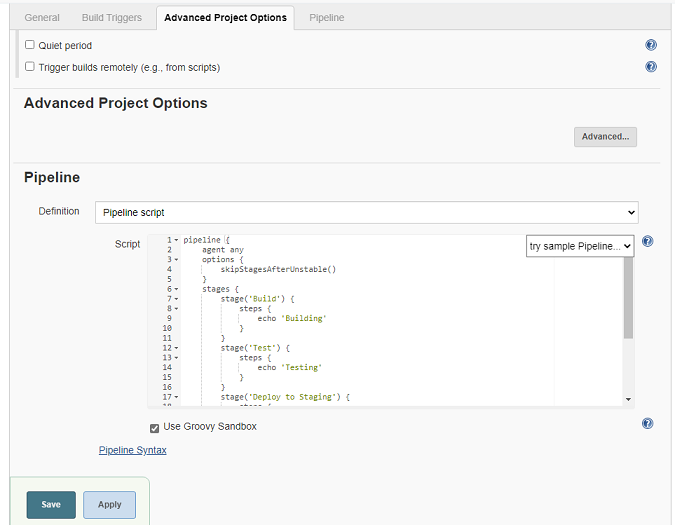 General Build Triggers Advanced Project Options Pipeline
Quiet period
Trigger builds remotely (e.g., from scripts)
Advanced Project Options
Advanced...
Pipeline
Definition Pipeline script
Script
try sample Pipeline...
1 pipeline {
2 agent any
3 options {
4 skipStagesAfterUnstable()
5 }
6 stages {
7 stage('Build') {
8 steps {
9 echo 'Building'
10 }
11 }
12 stage('Test') {
13 steps {
14 echo 'Testing'
15 }
16 }
17 stage('Deploy to Staging') {
Use Groovy Sandbox
Pipeline Syntax
Save Apply